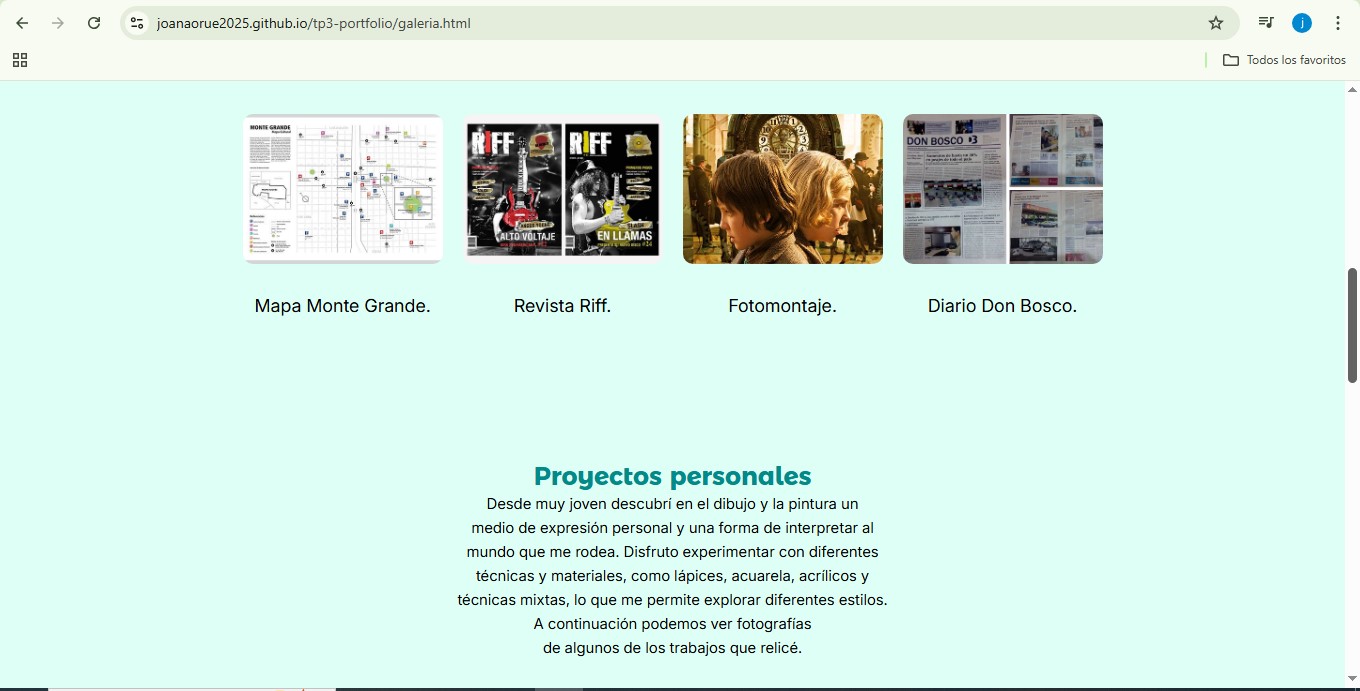 joanaorue2025.github.io/tp3-portfolio/galeria.html
j
Todos los favoritos
MONTE GRANDE
RIFF
RIFF
ALTO VOLTAJE
EN LLAMAS
DON BOSCO
Mapa Monte Grande.
Revista Riff.
Fotomontaje.
Diario Don Bosco.
Proyectos personales
Desde muy joven descubrí en el dibujo y la pintura un
medio de expresión personal y una forma de interpretar al
mundo que me rodea. Disfruto experimentar con diferentes
técnicas y materiales, como lápices, acuarela, acrílicos y
técnicas mixtas, lo que me permite explorar diferentes estilos.
A continuación podemos ver fotografías
de algunos de los trabajos que relicé.